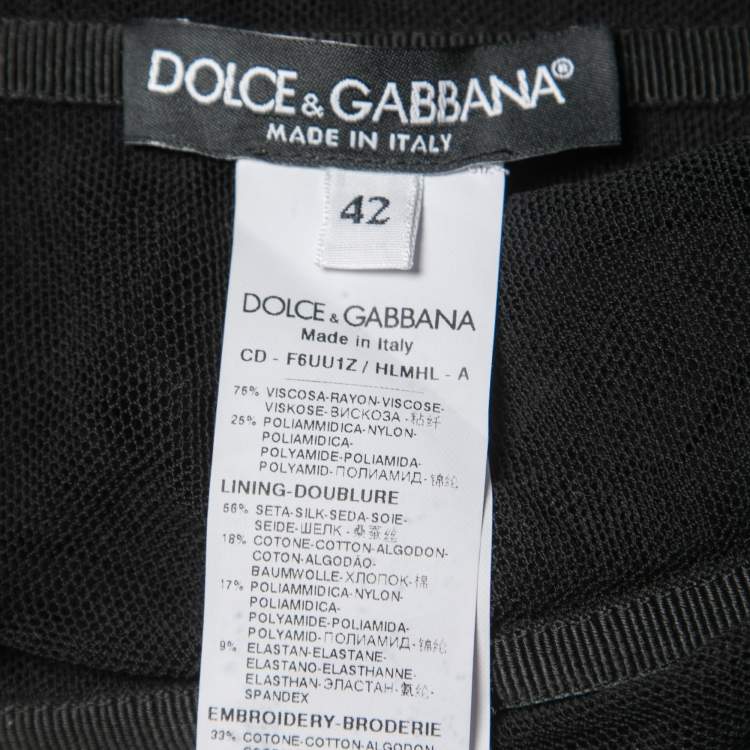 DOLCE & GABBANA®
MADE IN ITALY
42
DOLCE & GABBANA
Made in Italy
CD - F6UU1Z / HLMHL - A
75% VISCOSA-RAYON-VISCOSE-
VISKOSE-ВИСКОЗА-粘纤
25% POLIAMMIDICA-NYLON-
POLIAMIDICA-
POLYAMIDE-POLIAMIDA-
POLYAMID-ПОЛИАМИД-锦纶
LINING-DOUBLURE
56% SETA-SILK-SEDA-SOIE-
SEIDE-ШЕЛК-桑蚕丝
18% COTONE-COTTON-ALGODON-
COTON-ALGODÃO-
BAUMWOLLE-ХЛОПОК-棉
17% POLIAMMIDICA-NYLON-
POLIAMIDICA-
POLYAMIDE-POLIAMIDA-
POLYAMID-ПОЛИАМИД-锦纶
9% ELASTAN-ELASTANE-
ELASTANO-ELASTHANNE-
ELASTHAN-ЭЛАСТАН-氨纶-
SPANDEX
EMBROIDERY-BRODERIE
33% COTONE-COTTON-ALGODON-